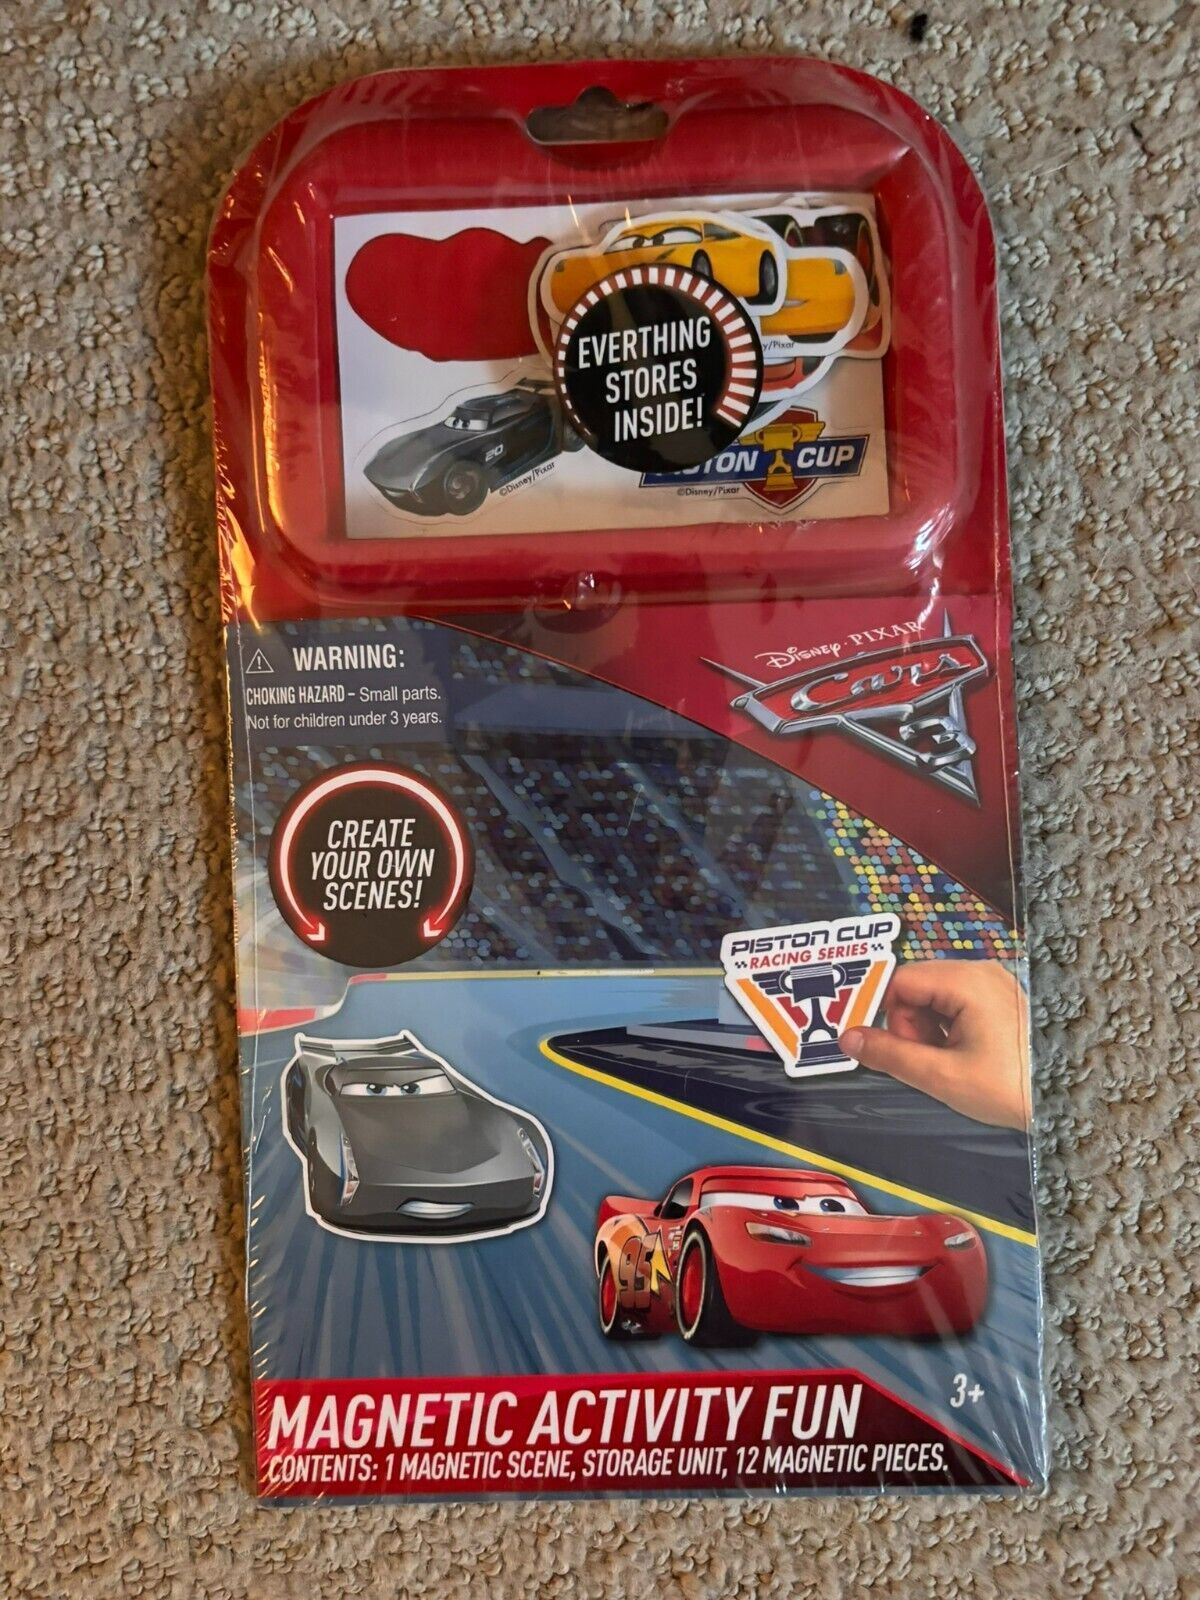 EVERTHING
STORES
INSIDE!
y/Pixar
20
©Disney/Pixar
PISTON CUP
©Disney/Pixar
WARNING:
CHOKING HAZARD – Small parts.
Not for children under 3 years.
Disney·PIXAR
Cars
3
CREATE
YOUR OWN
SCENES!
PISTON CUP
RACING SERIES
95
3+
MAGNETIC ACTIVITY FUN
CONTENTS: 1 MAGNETIC SCENE, STORAGE UNIT, 12 MAGNETIC PIECES.